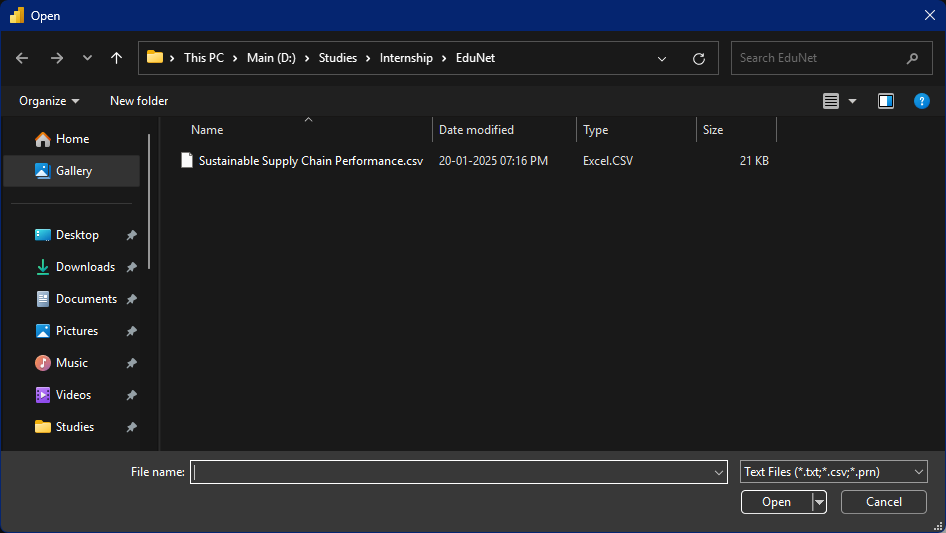 Open
This PC > Main (D:) > Studies > Internship > EduNet
Search EduNet
Organize
New folder
Name
Date modified
Type
Size
Sustainable Supply Chain Performance.csv 20-01-2025 07:16 PM Excel.CSV 21 KB
Home
Gallery
Desktop
Downloads
Documents
Pictures
Music
Videos
Studies
File name:
Text Files (*.txt;*.csv;*.prn)
Open
Cancel